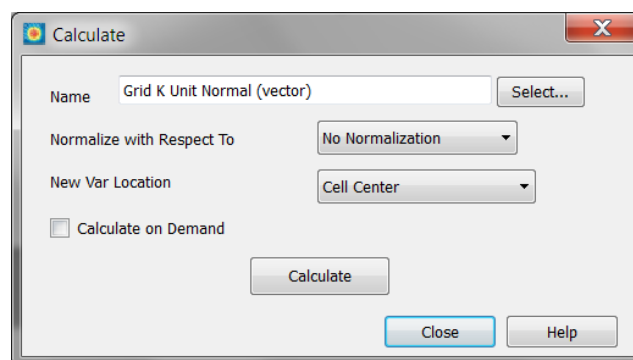 Calculate
Name Grid K Unit Normal (vector) Select...
Normalize with Respect To No Normalization
New Var Location Cell Center
Calculate on Demand
Calculate
Close Help